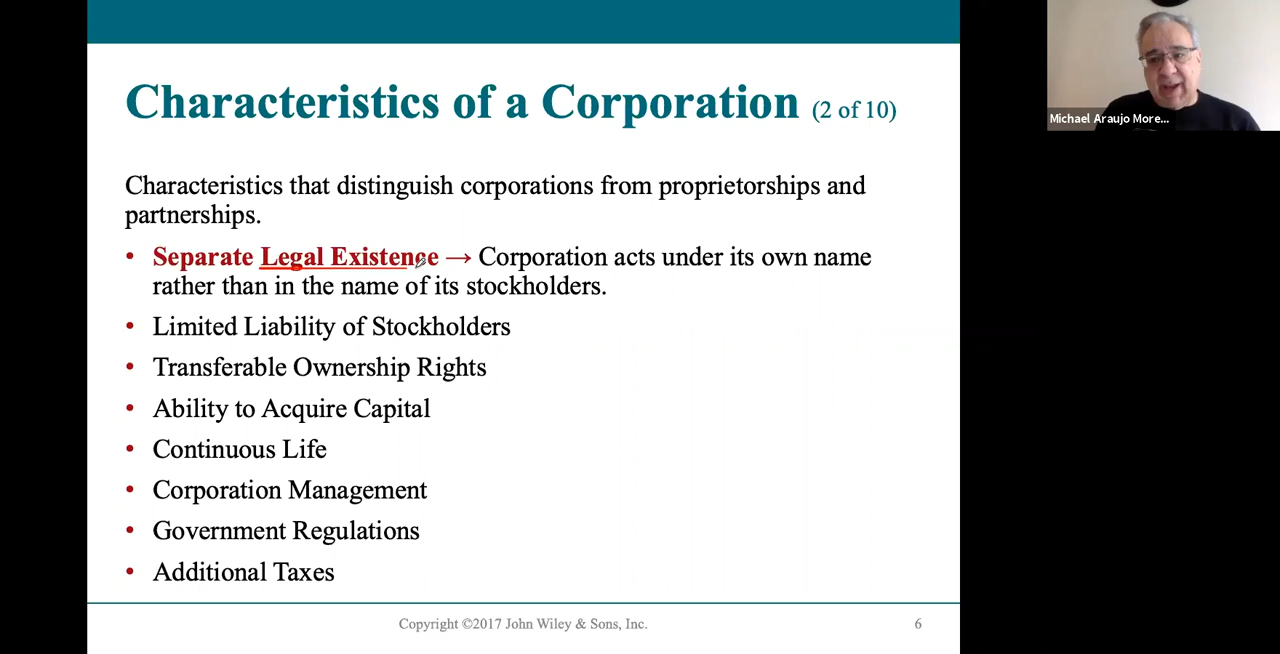 Characteristics of a Corporation (2 of 10)
Michael Araujo More...
Characteristics that distinguish corporations from proprietorships and
partnerships.
• Separate Legal Existence → Corporation acts under its own name
rather than in the name of its stockholders.
• Limited Liability of Stockholders
• Transferable Ownership Rights
• Ability to Acquire Capital
• Continuous Life
• Corporation Management
• Government Regulations
• Additional Taxes
Copyright ©2017 John Wiley & Sons, Inc.
6